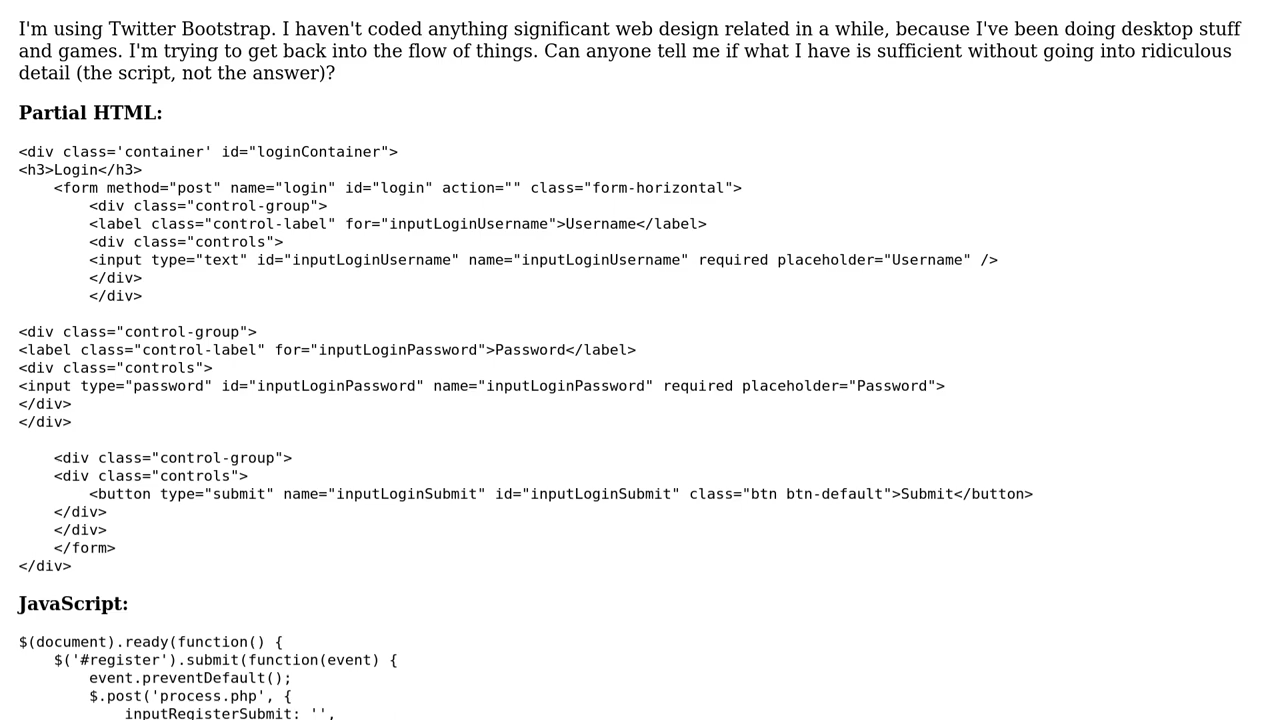 I'm using Twitter Bootstrap. I haven't coded anything significant web design related in a while, because I've been doing desktop stuff
and games. I'm trying to get back into the flow of things. Can anyone tell me if what I have is sufficient without going into ridiculous
detail (the script, not the answer)?
Partial HTML:
<div class='container' id="loginContainer">
<h3>Login</h3>
    <form method="post" name="login" id="login" action="" class="form-horizontal">
        <div class="control-group">
        <label class="control-label" for="inputLoginUsername">Username</label>
        <div class="controls">
        <input type="text" id="inputLoginUsername" name="inputLoginUsername" required placeholder="Username" />
        </div>
        </div>
<div class="control-group">
<label class="control-label" for="inputLoginPassword">Password</label>
<div class="controls">
<input type="password" id="inputLoginPassword" name="inputLoginPassword" required placeholder="Password">
</div>
</div>
    <div class="control-group">
    <div class="controls">
        <button type="submit" name="inputLoginSubmit" id="inputLoginSubmit" class="btn btn-default">Submit</button>
    </div>
    </div>
    </form>
</div>
JavaScript:
$(document).ready(function() {
    $('#register').submit(function(event) {
        event.preventDefault();
        $.post('process.php', {
            inputRegisterSubmit: '',